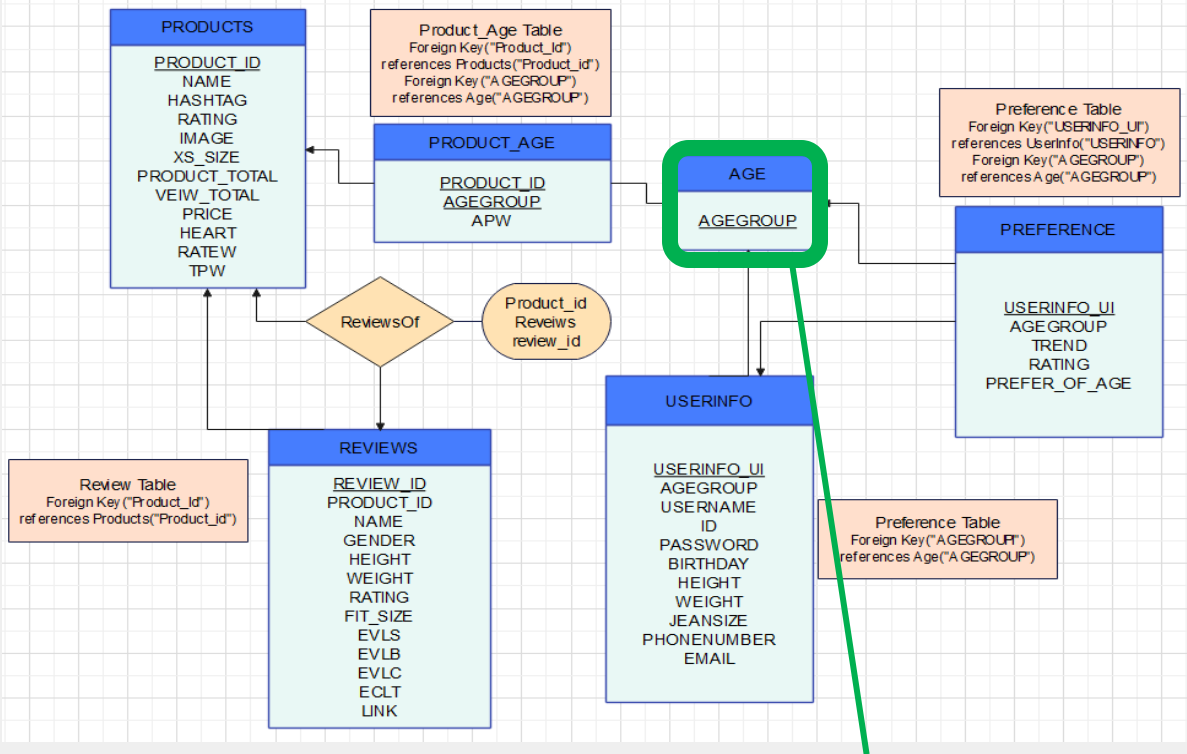 PRODUCTS
PRODUCT_ID
NAME
HASHTAG
RATING
IMAGE
XS_SIZE
PRODUCT_TOTAL
VEIW_TOTAL
PRICE
HEART
RATEW
TPW
Product_Age Table
Foreign Key("Product_Id")
references Products("Product_id")
Foreign Key("AGEGROUP")
references Age("AGEGROUP")
PRODUCT_AGE
PRODUCT_ID
AGEGROUP
APW
AGE
AGEGROUP
Preference Table
Foreign Key("USERINFO_UI")
references UserInfo("USERINFO")
Foreign Key("AGEGROUP")
references Age("AGEGROUP")
PREFERENCE
USERINFO_UI
AGEGROUP
TREND
RATING
PREFER_OF_AGE
ReviewsOf
Product_id
Reveiws
review_id
REVIEWS
REVIEW_ID
PRODUCT_ID
NAME
GENDER
HEIGHT
WEIGHT
RATING
FIT_SIZE
EVLS
EVLB
EVLC
ECLT
LINK
Review Table
Foreign Key("Product_Id")
references Products("Product_id")
USERINFO
USERINFO_UI
AGEGROUP
USERNAME
ID
PASSWORD
BIRTHDAY
HEIGHT
WEIGHT
JEANSIZE
PHONENUMBER
EMAIL
Preference Table
Foreign Key("AGEGROUPI")
references Age("AGEGROUP")